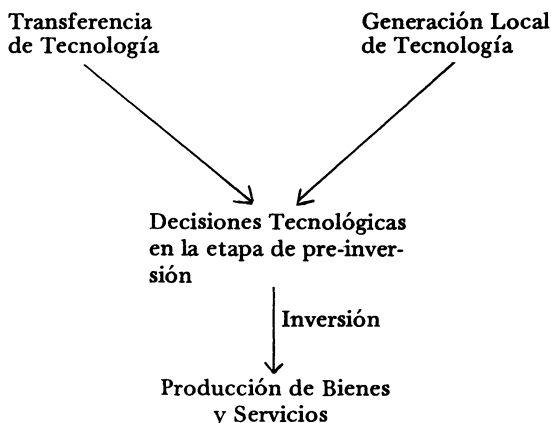 Transferencia
de Tecnología
Generación Local
de Tecnología
Decisiones Tecnológicas
en la etapa de pre-inver-
sión
Inversión
Producción de Bienes
y Servicios